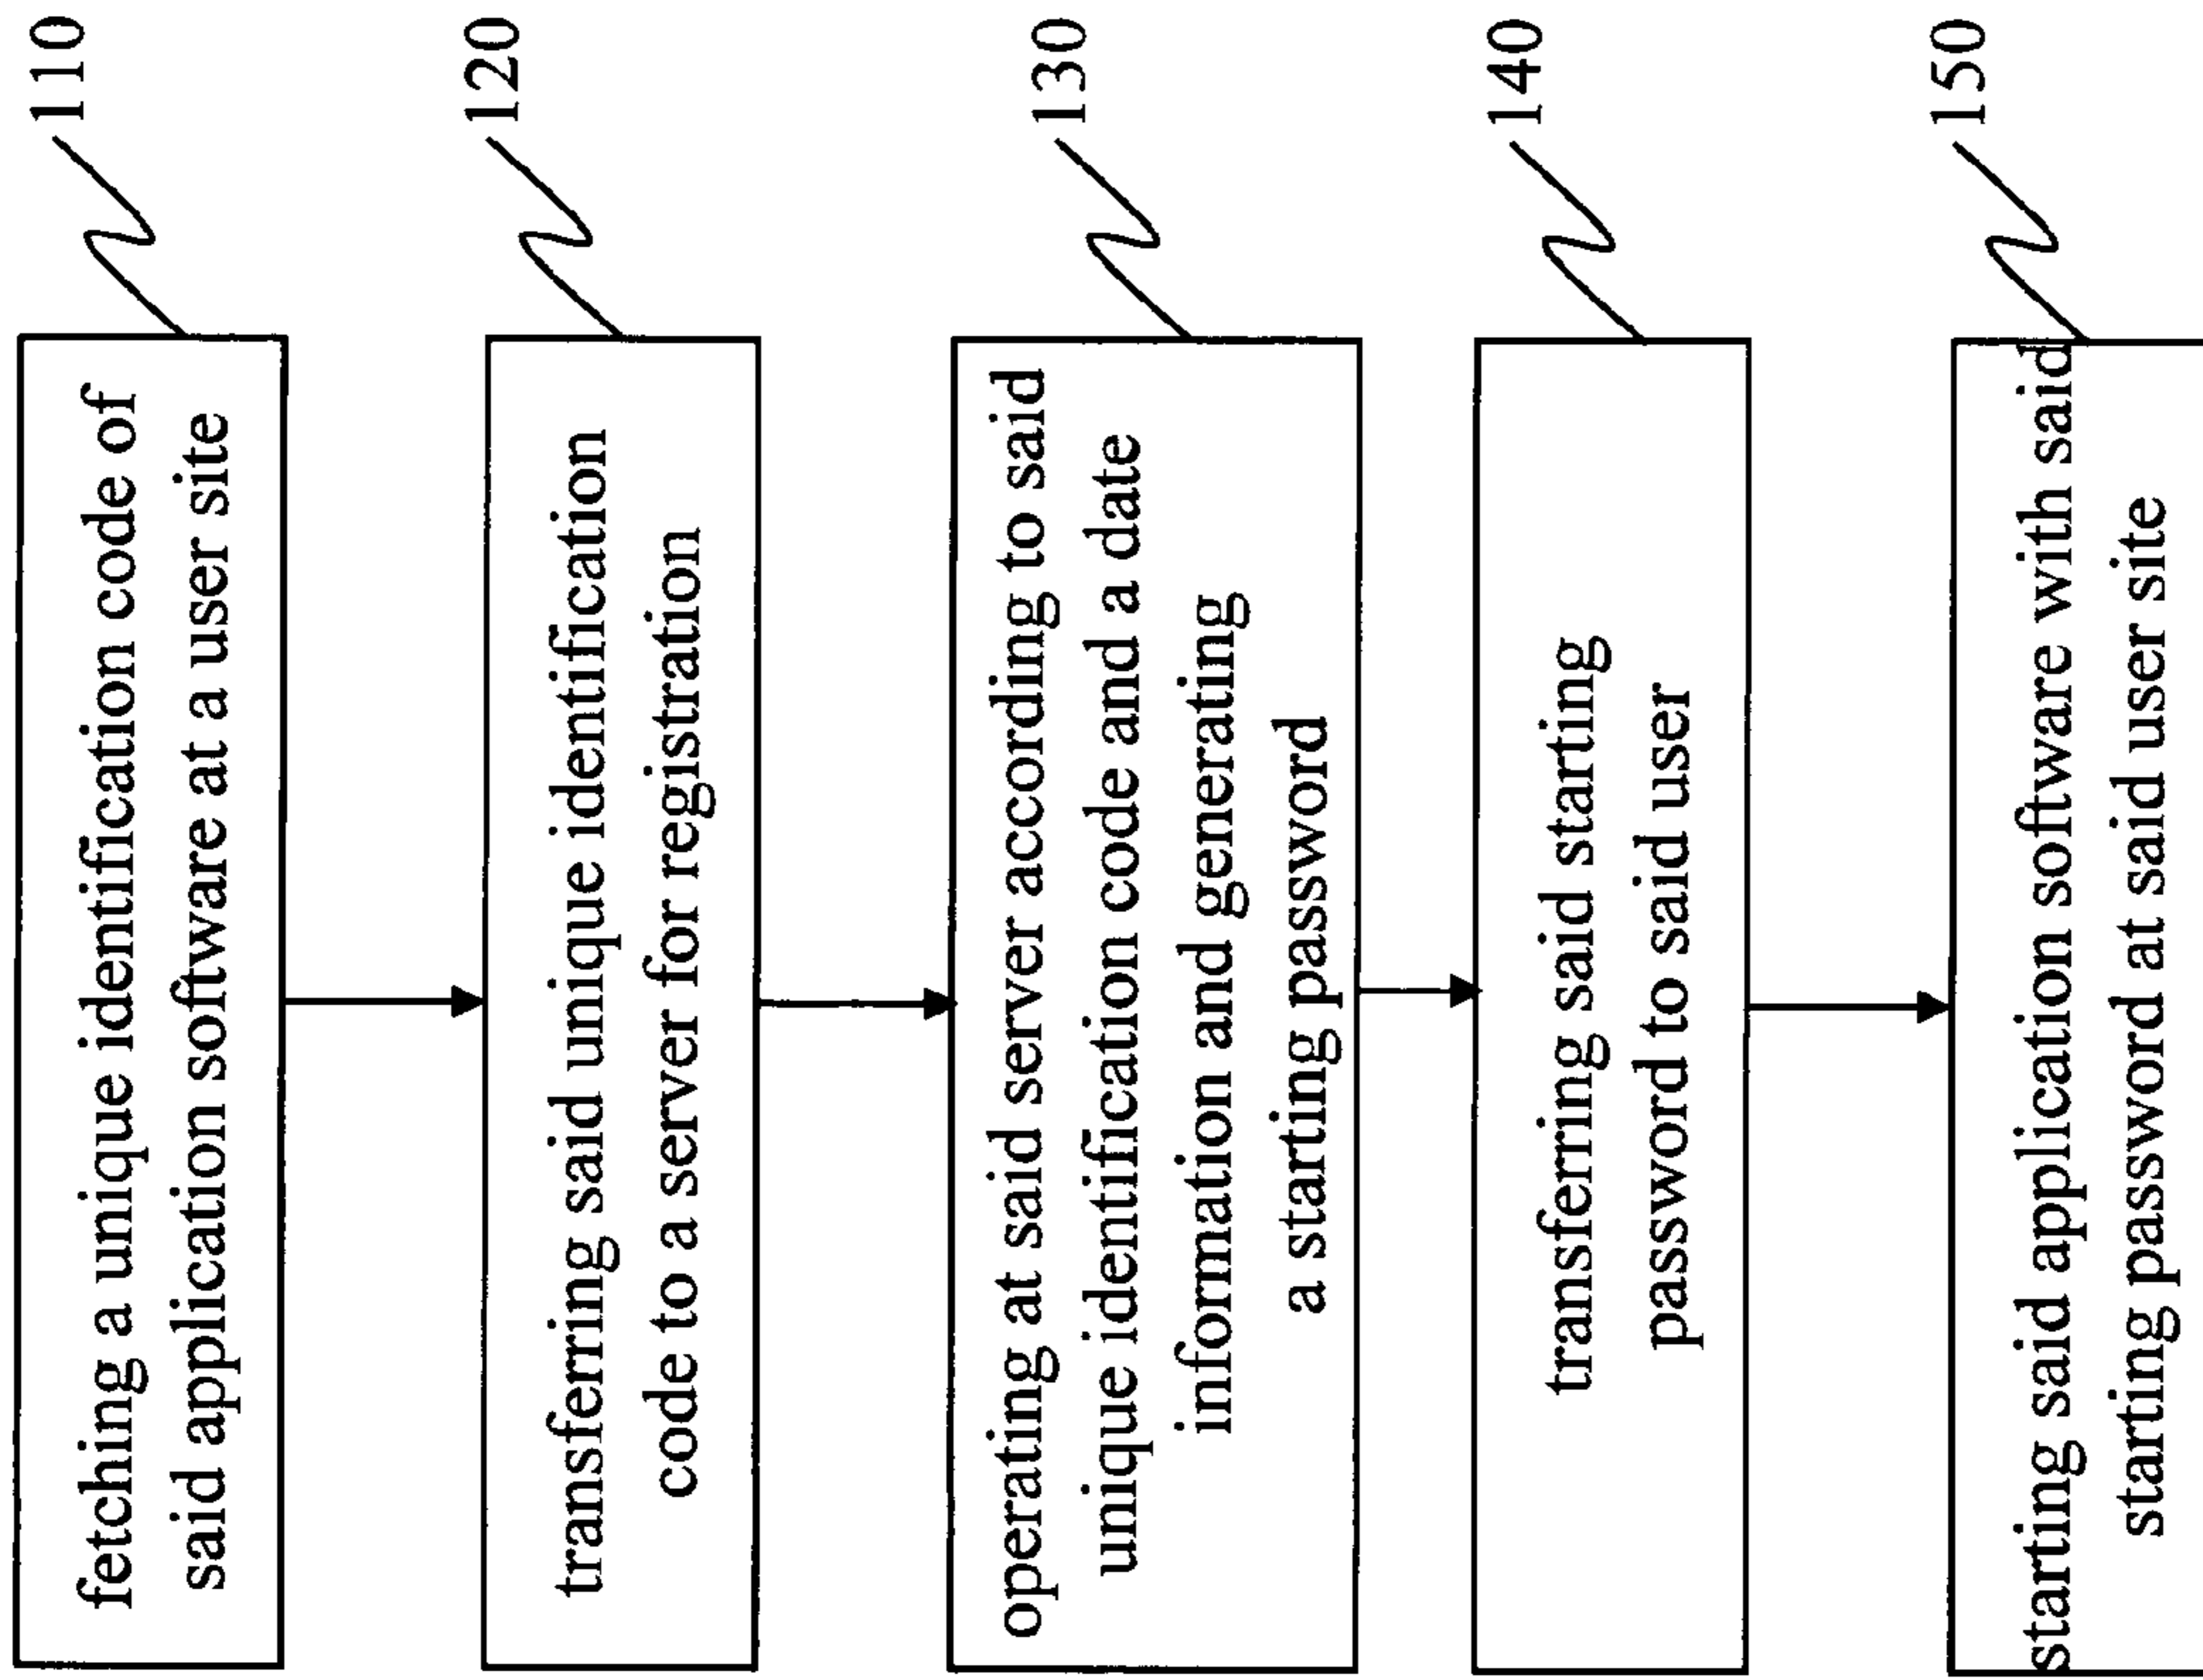 fetching a unique identification code of
said application software at a user site
110
transferring said unique identification
code to a server for registration
120
operating at said server according to said
unique identification code and a date
information and generating
a starting password
130
transferring said starting
password to said user
140
starting said application software with said
starting password at said user site
150